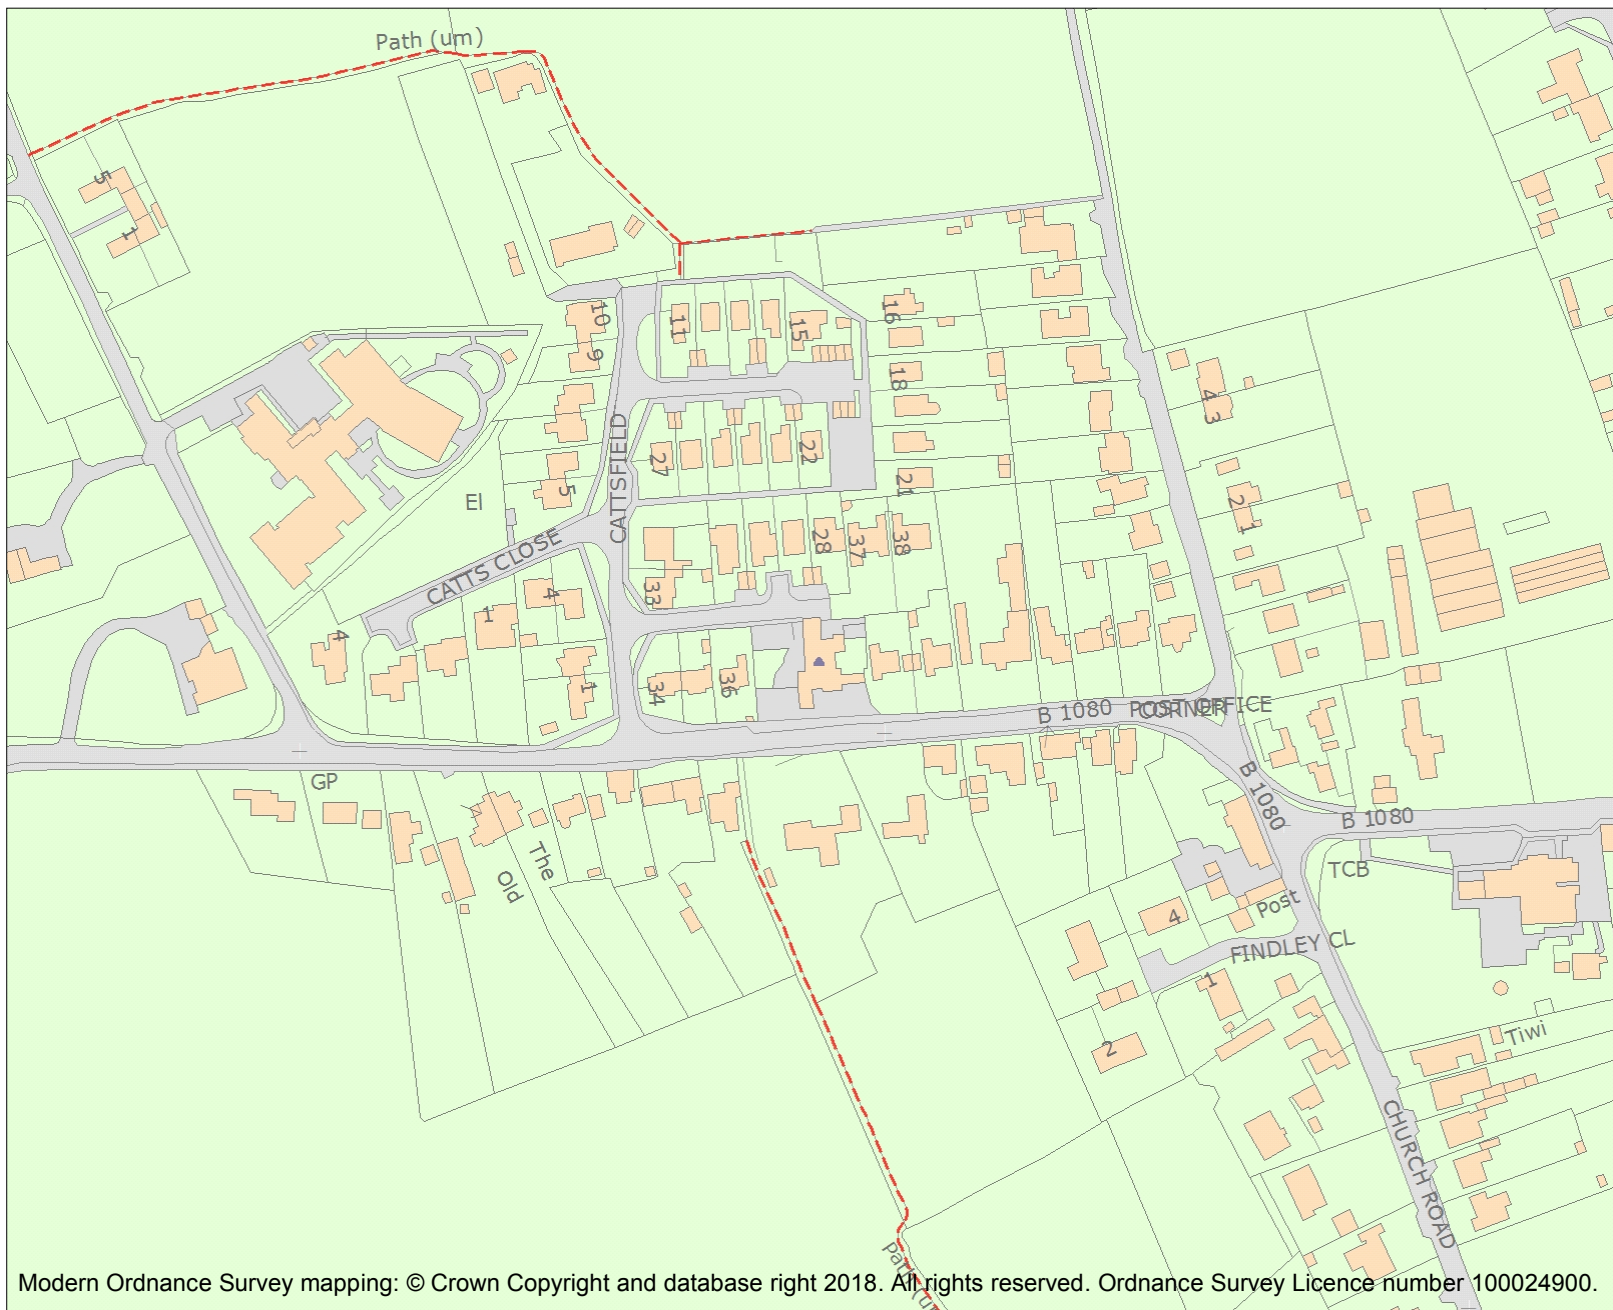 Path (um)
5
1
10
11
15
16
9
18
4 3
CATTSFIELD
27
22
21
5
El
2 1
CATTS CLOSE
28
37
38
33
4
1
4
1
34
36
B 1080
POST OFFICE
CORNER
GP
B 1080
B 1080
The
Old
TCB
Post
4
FINDLEY CL
1
2
Tiwi
CHURCH ROAD
Path (um
Modern Ordnance Survey mapping: © Crown Copyright and database right 2018. All rights reserved. Ordnance Survey Licence number 100024900.